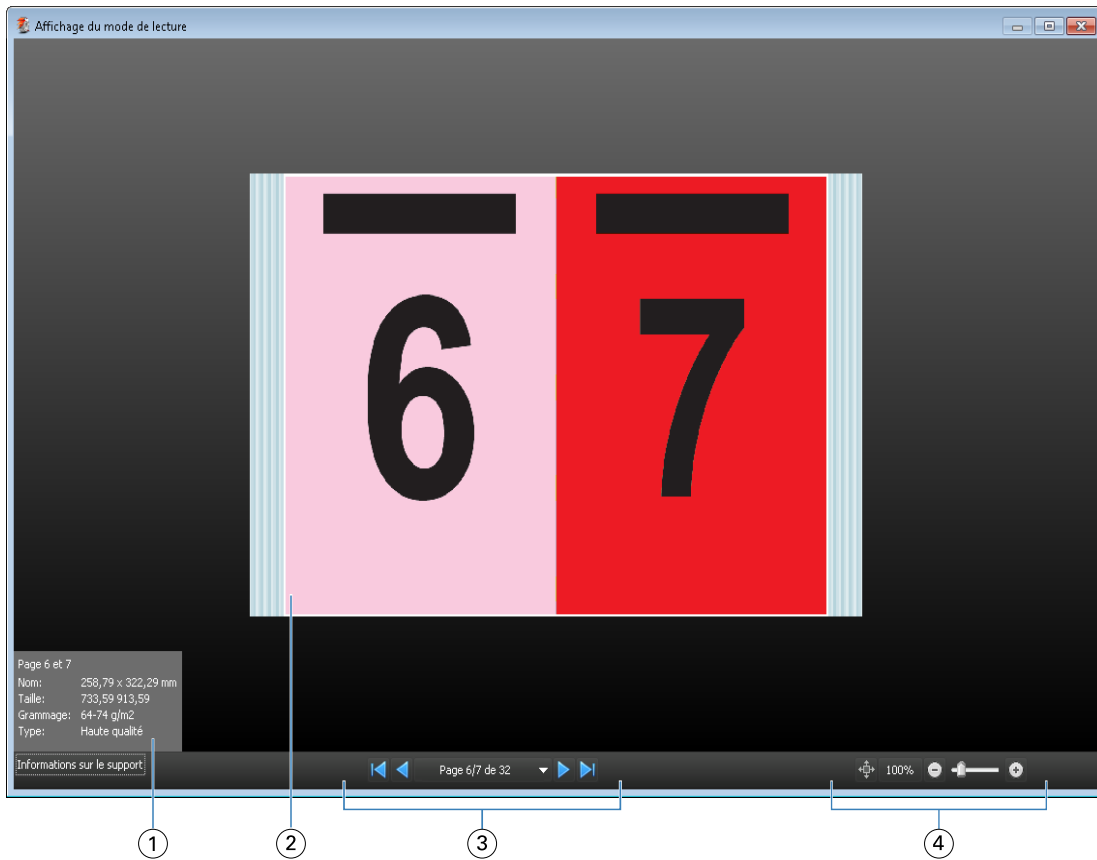 Affichage du mode de lecture
6 7
Page 6 et 7
Nom: 258,79 x 322,29 mm
Taille: 733,59 913,59
Grammage: 64-74 g/m2
Type: Haute qualité
Informations sur le support
Page 6/7 de 32
100%
1 2 3 4